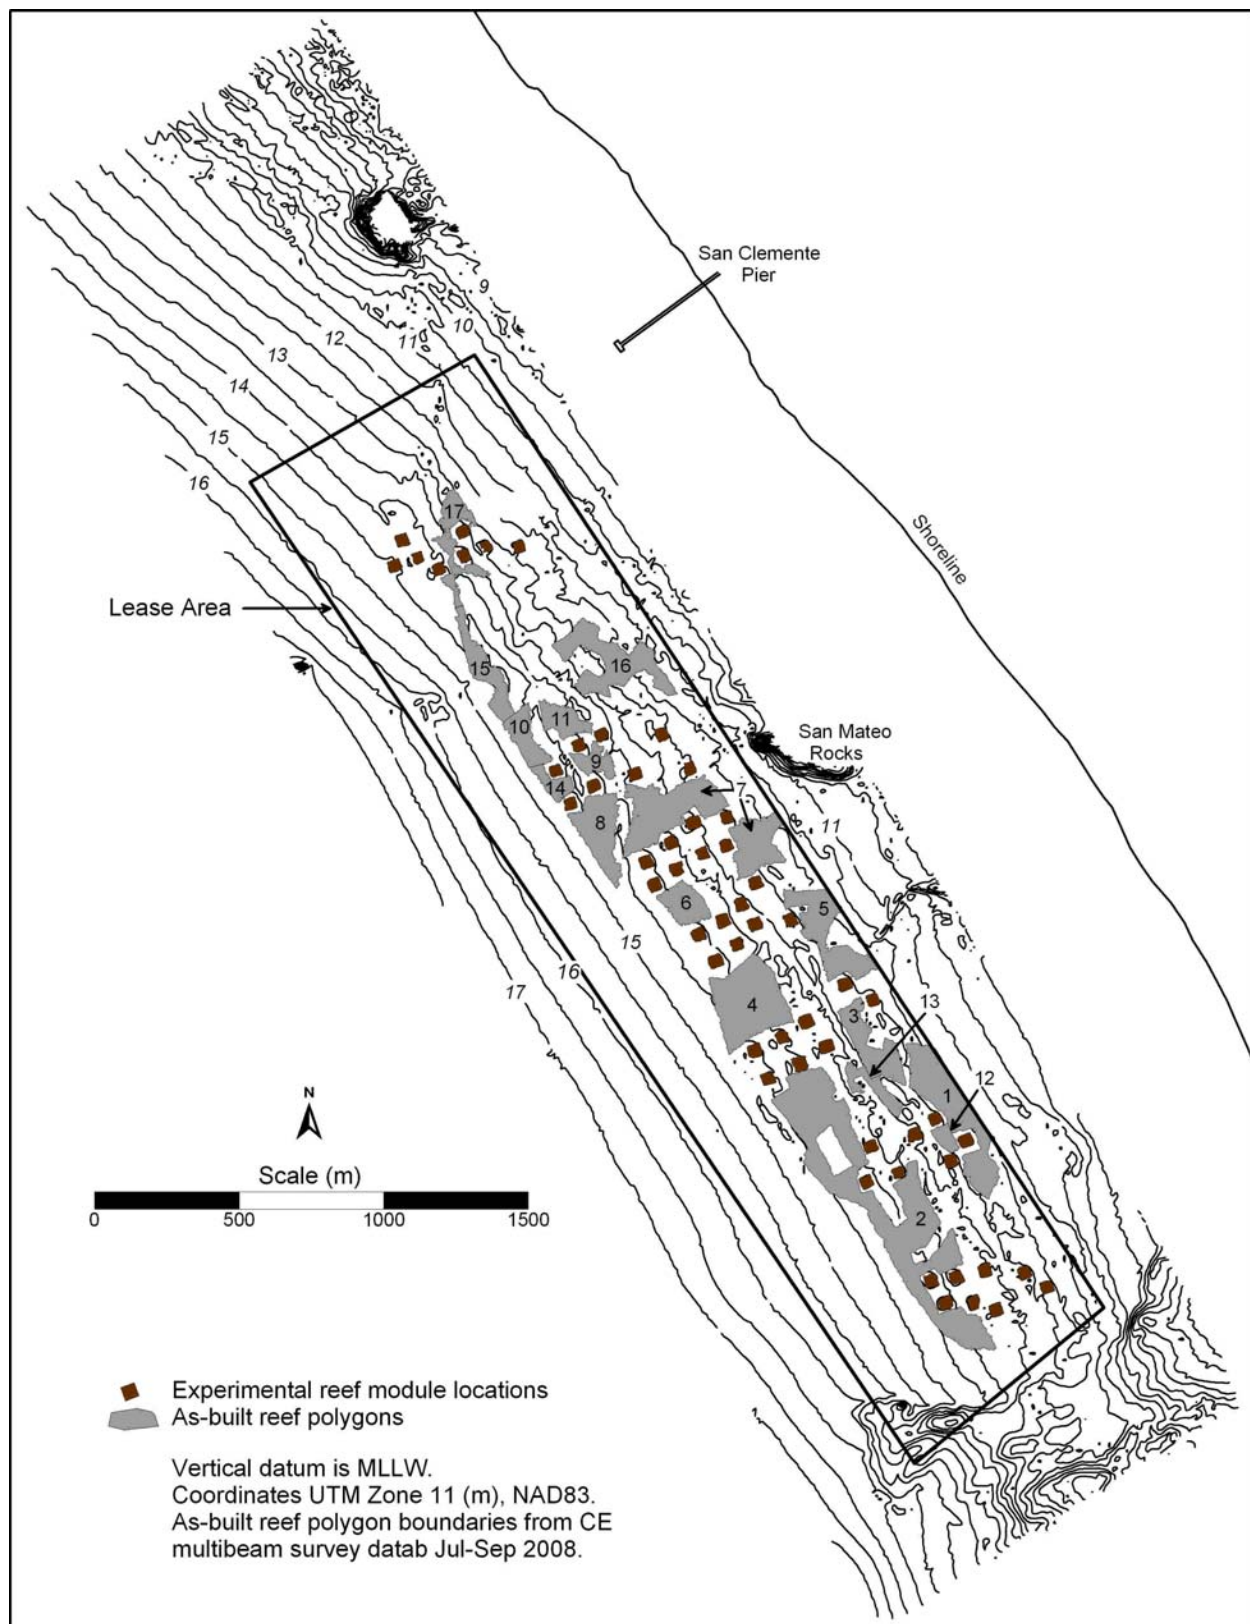 9
San Clemente
Pier
10
11
12
13
14
15
16
17
Shoreline
Lease Area
16
15
San Mateo
Rocks
11
10
9
14
7
8
11
6
5
15
16
17
4
3
13
1
12
2
N
Scale (m)
0 500 1000 1500
Experimental reef module locations
As-built reef polygons
Vertical datum is MLLW.
Coordinates UTM Zone 11 (m), NAD83.
As-built reef polygon boundaries from CE
multibeam survey datab Jul-Sep 2008.